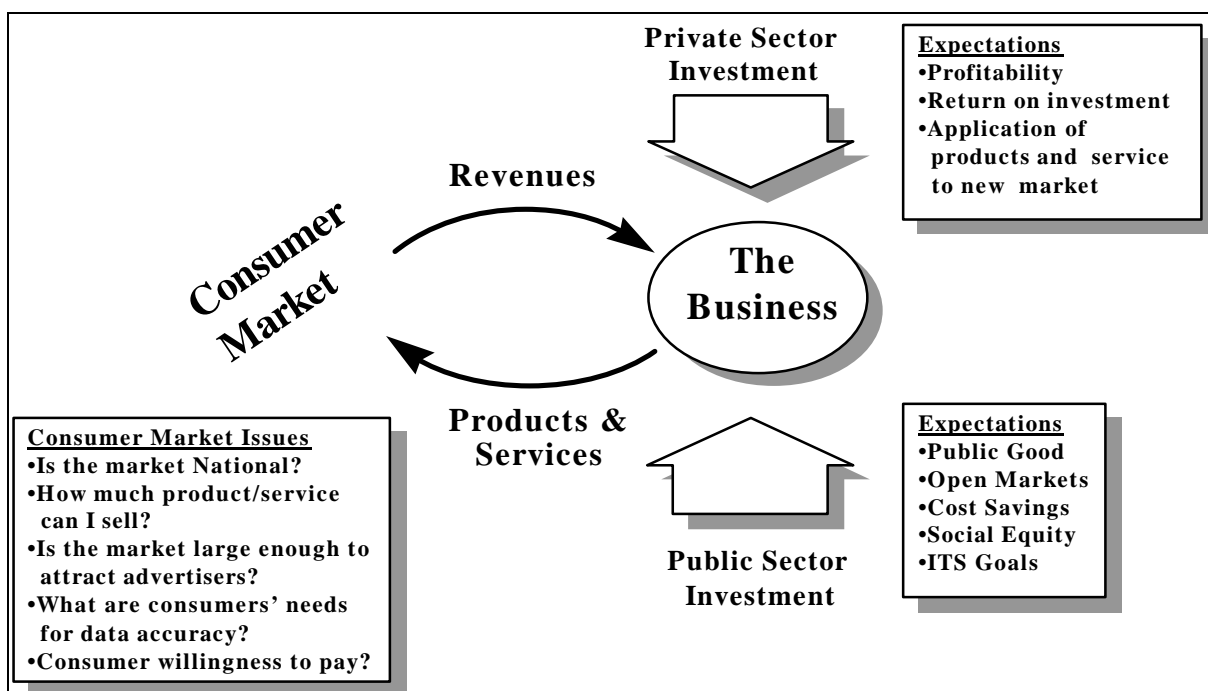 Private Sector
Investment
Expectations
•Profitability
•Return on investment
•Application of
products and service
to new market
Revenues
Consumer
Market
The
Business
Products &
Services
Consumer Market Issues
•Is the market National?
•How much product/service
can I sell?
•Is the market large enough to
attract advertisers?
•What are consumers’ needs
for data accuracy?
•Consumer willingness to pay?
Public Sector
Investment
Expectations
•Public Good
•Open Markets
•Cost Savings
•Social Equity
•ITS Goals